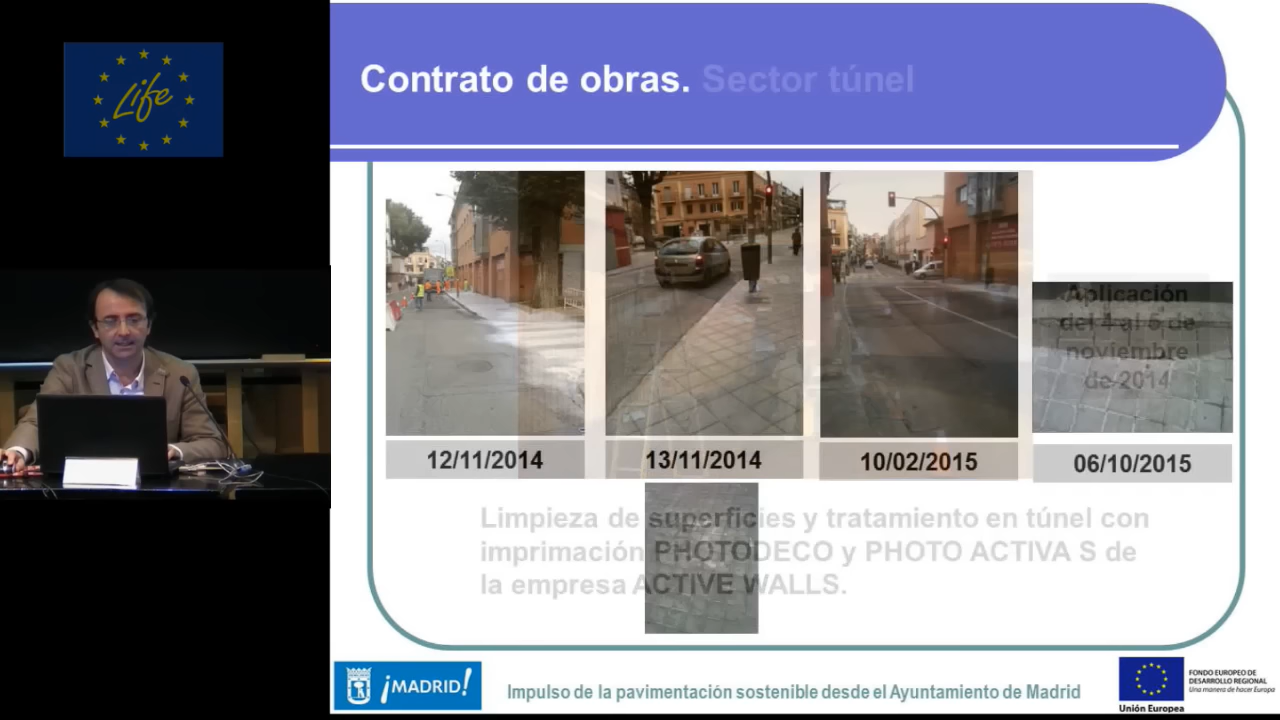 Life
Contrato de obras. Sector túnel
Aplicación
del 4 al 6 de
noviembre
de 2014
12/11/2014
13/11/2014
10/02/2015
06/10/2015
Limpieza de superficies y tratamiento en túnel con
imprimación PHOTODECO y PHOTO ACTIVA S de
la empresa ACTIVE WALLS.
¡MADRID!
Impulso de la pavimentación sostenible desde el Ayuntamiento de Madrid
Unión Europea
FONDO EUROPEO DE
DESARROLLO REGIONAL
Una manera de hacer Europa